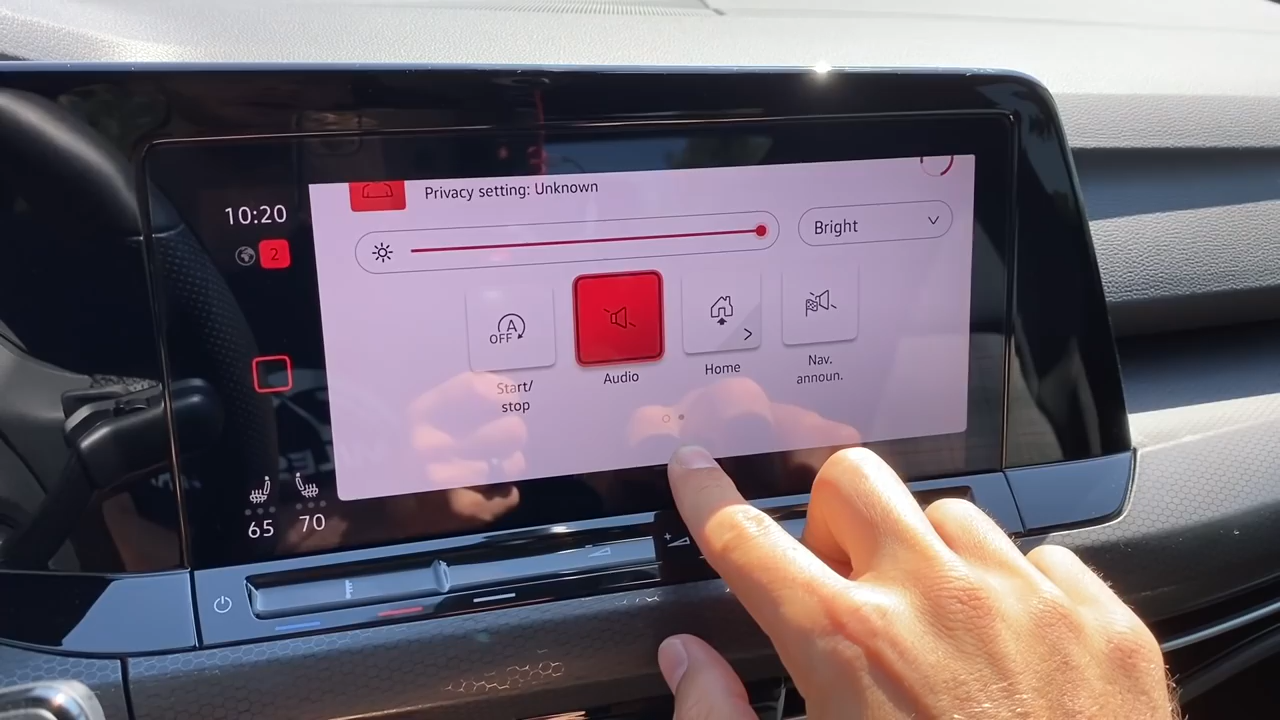 10:20
2
Privacy setting: Unknown
Bright
A
OFF
Start/
stop
Audio
Home
Nav.
announ.
65 70